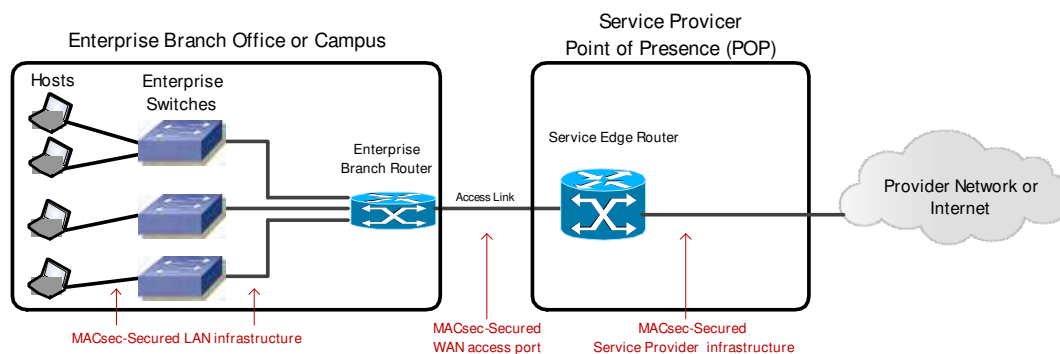 Enterprise Branch Office or Campus
Service Provicer
Point of Presence (POP)
Hosts
Enterprise
Switches
Enterprise
Branch Router
Service Edge Router
Access Link
Provider Network or
Internet
MACsec-Secured LAN infrastructure
MACsec-Secured
WAN access port
MACsec-Secured
Service Provider infrastructure